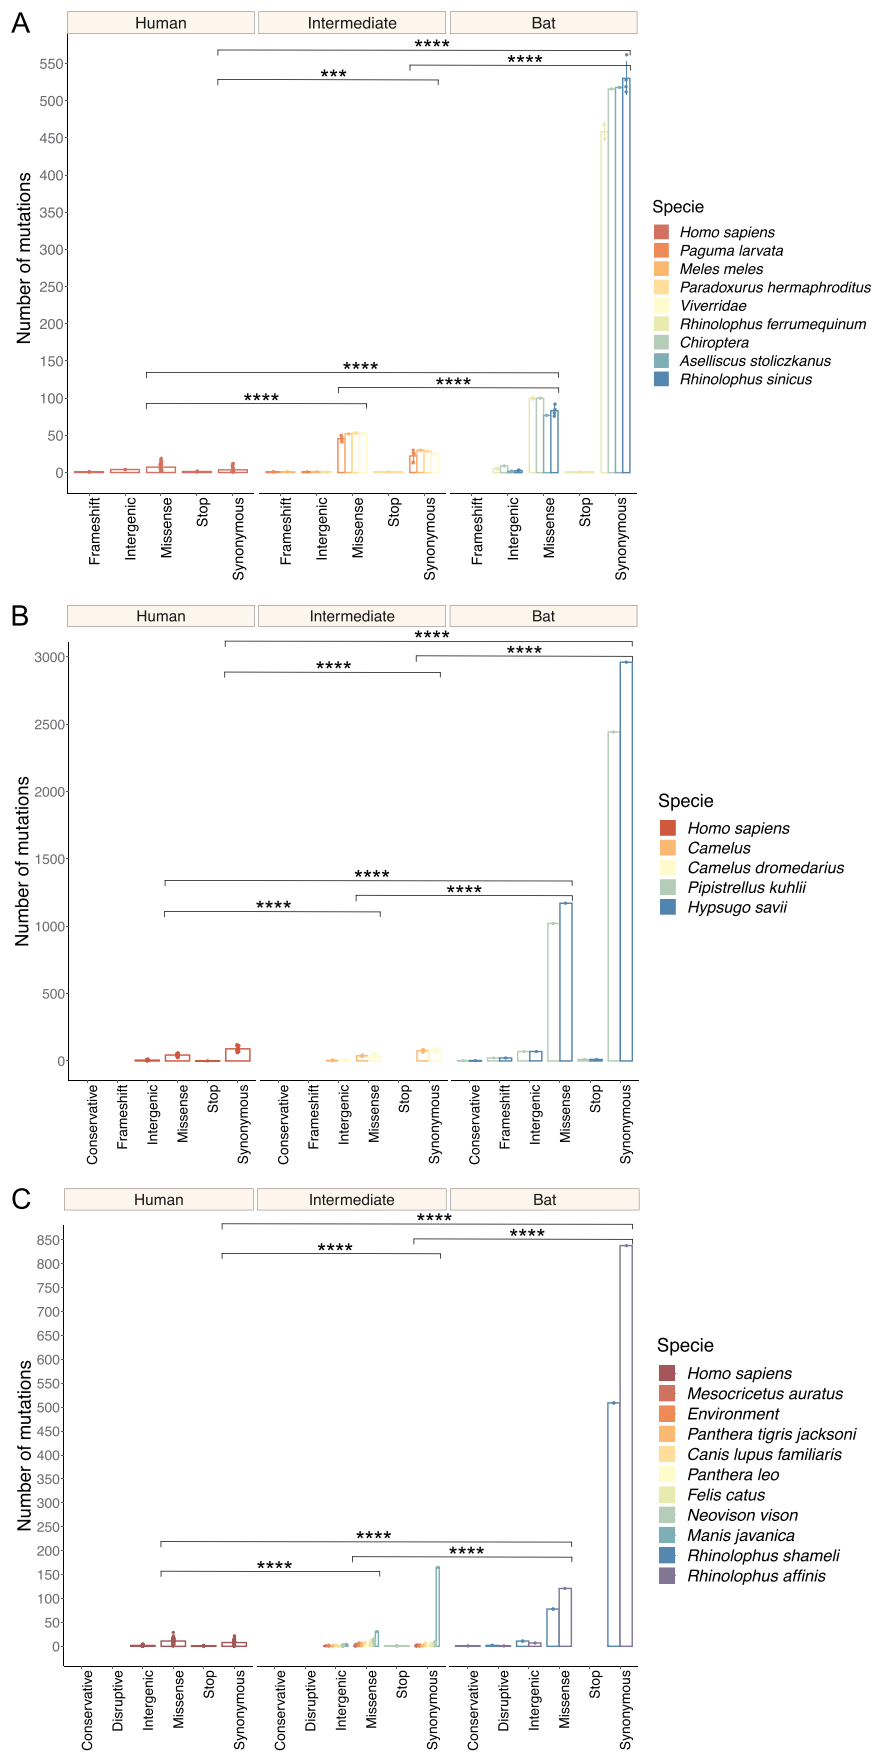 A
Human Intermediate Bat
****
****
***
****
****
****
Number of mutations
550
500
450
400
350
300
250
200
150
100
50
0
Frameshift Intergenic Missense Stop Synonymous Frameshift Intergenic Missense Stop Synonymous Frameshift Intergenic Missense Stop Synonymous
Specie
Homo sapiens
Paguma larvata
Meles meles
Paradoxurus hermaphroditus
Viverridae
Rhinolophus ferrumequinum
Chiroptera
Aselliscus stoliczkanus
Rhinolophus sinicus
B
Human Intermediate Bat
****
****
****
****
****
****
Number of mutations
3000
2500
2000
1500
1000
500
0
Conservative Frameshift Intergenic Missense Stop Synonymous Conservative Frameshift Intergenic Missense Stop Synonymous Conservative Frameshift Intergenic Missense Stop Synonymous
Specie
Homo sapiens
Camelus
Camelus dromedarius
Pipistrellus kuhlii
Hypsugo savii
C
Human Intermediate Bat
****
****
****
****
****
****
Number of mutations
850
800
750
700
650
600
550
500
450
400
350
300
250
200
150
100
50
0
Conservative Disruptive Intergenic Missense Stop Synonymous Conservative Disruptive Intergenic Missense Stop Synonymous Conservative Disruptive Intergenic Missense Stop Synonymous
Specie
Homo sapiens
Mesocricetus auratus
Environment
Panthera tigris jacksoni
Canis lupus familiaris
Panthera leo
Felis catus
Neovison vison
Manis javanica
Rhinolophus shameli
Rhinolophus affinis